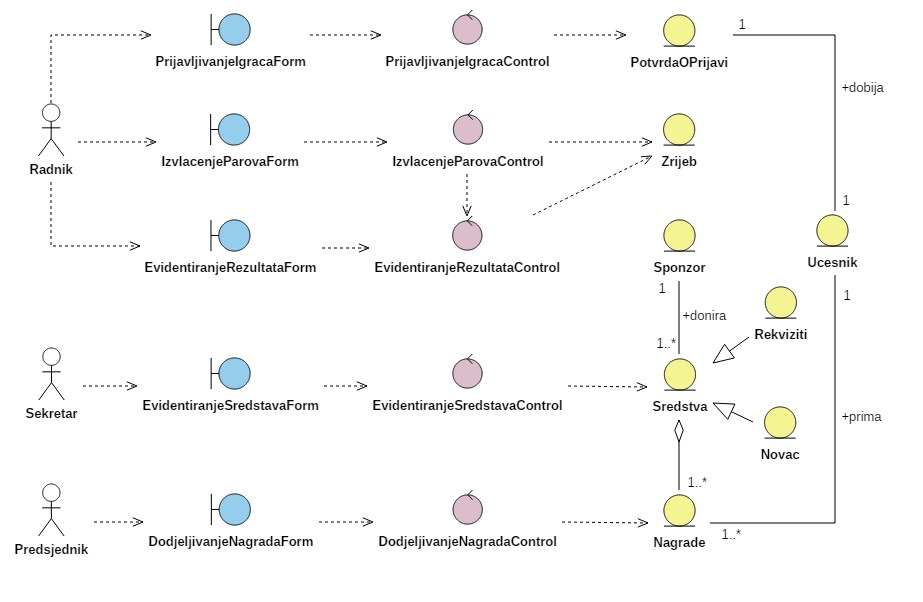 1
PrijavljivanjeIgracaForm
PrijavljivanjeIgracaControl
PotvrdaOPrijavi
+dobija
Radnik
IzvlacenjeParovaForm
IzvlacenjeParovaControl
Zrijeb
1
EvidentiranjeRezultataForm
EvidentiranjeRezultataControl
Sponzor
Ucesnik
1
1
+donira
Rekviziti
1..*
Sekretar
EvidentiranjeSredstavaForm
EvidentiranjeSredstavaControl
Sredstva
+prima
Novac
1..*
Predsjednik
DodjeljivanjeNagradaForm
DodjeljivanjeNagradaControl
Nagrade
1..*